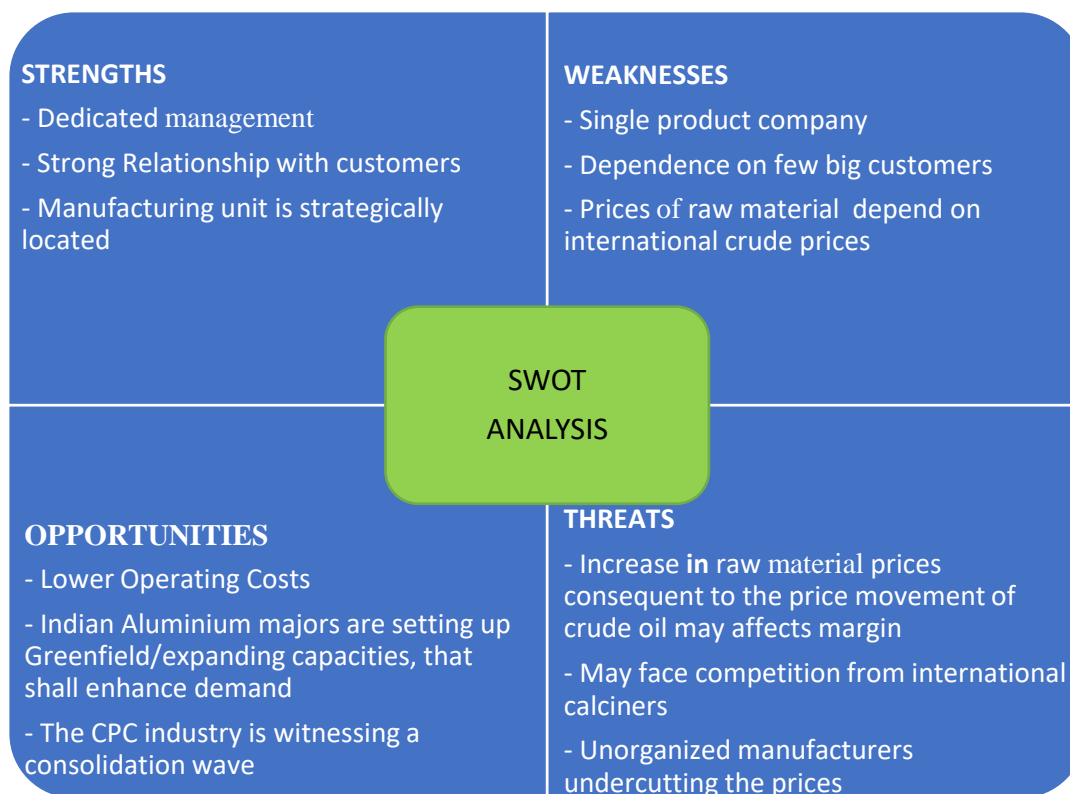 STRENGTHS
- Dedicated management
- Strong Relationship with customers
- Manufacturing unit is strategically
located
WEAKNESSES
- Single product company
- Dependence on few big customers
- Prices of raw material  depend on
international crude prices
SWOT
ANALYSIS
OPPORTUNITIES
- Lower Operating Costs
- Indian Aluminium majors are setting up
Greenfield/expanding capacities, that
shall enhance demand
- The CPC industry is witnessing a
consolidation wave
THREATS
- Increase in raw material prices
consequent to the price movement of
crude oil may affects margin
- May face competition from international
calciners
- Unorganized manufacturers
undercutting the prices